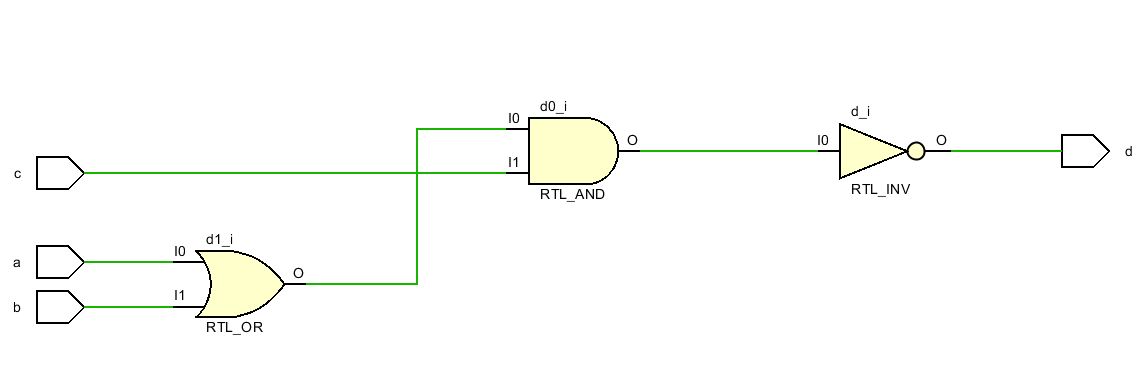 d0_i
I0
O
I1
RTL_AND
d_i
I0
O
RTL_INV
d
c
a
b
d1_i
I0
I1
O
RTL_OR